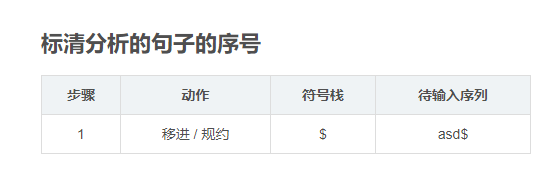 标清分析的句子的序号
步骤 动作 符号栈 待输入序列
1 移进 / 规约 $ asd$